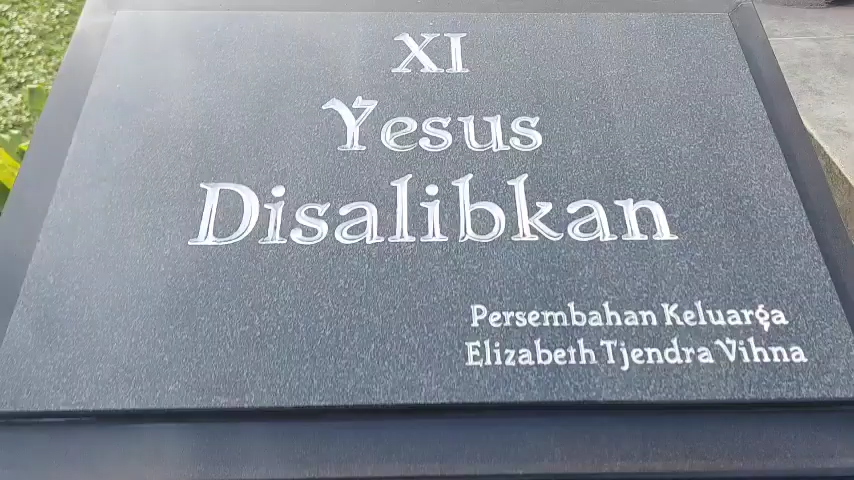 XI
Yesus
Disalibkan
Persembahan Keluarga
Elizabeth Tjendra Vihna